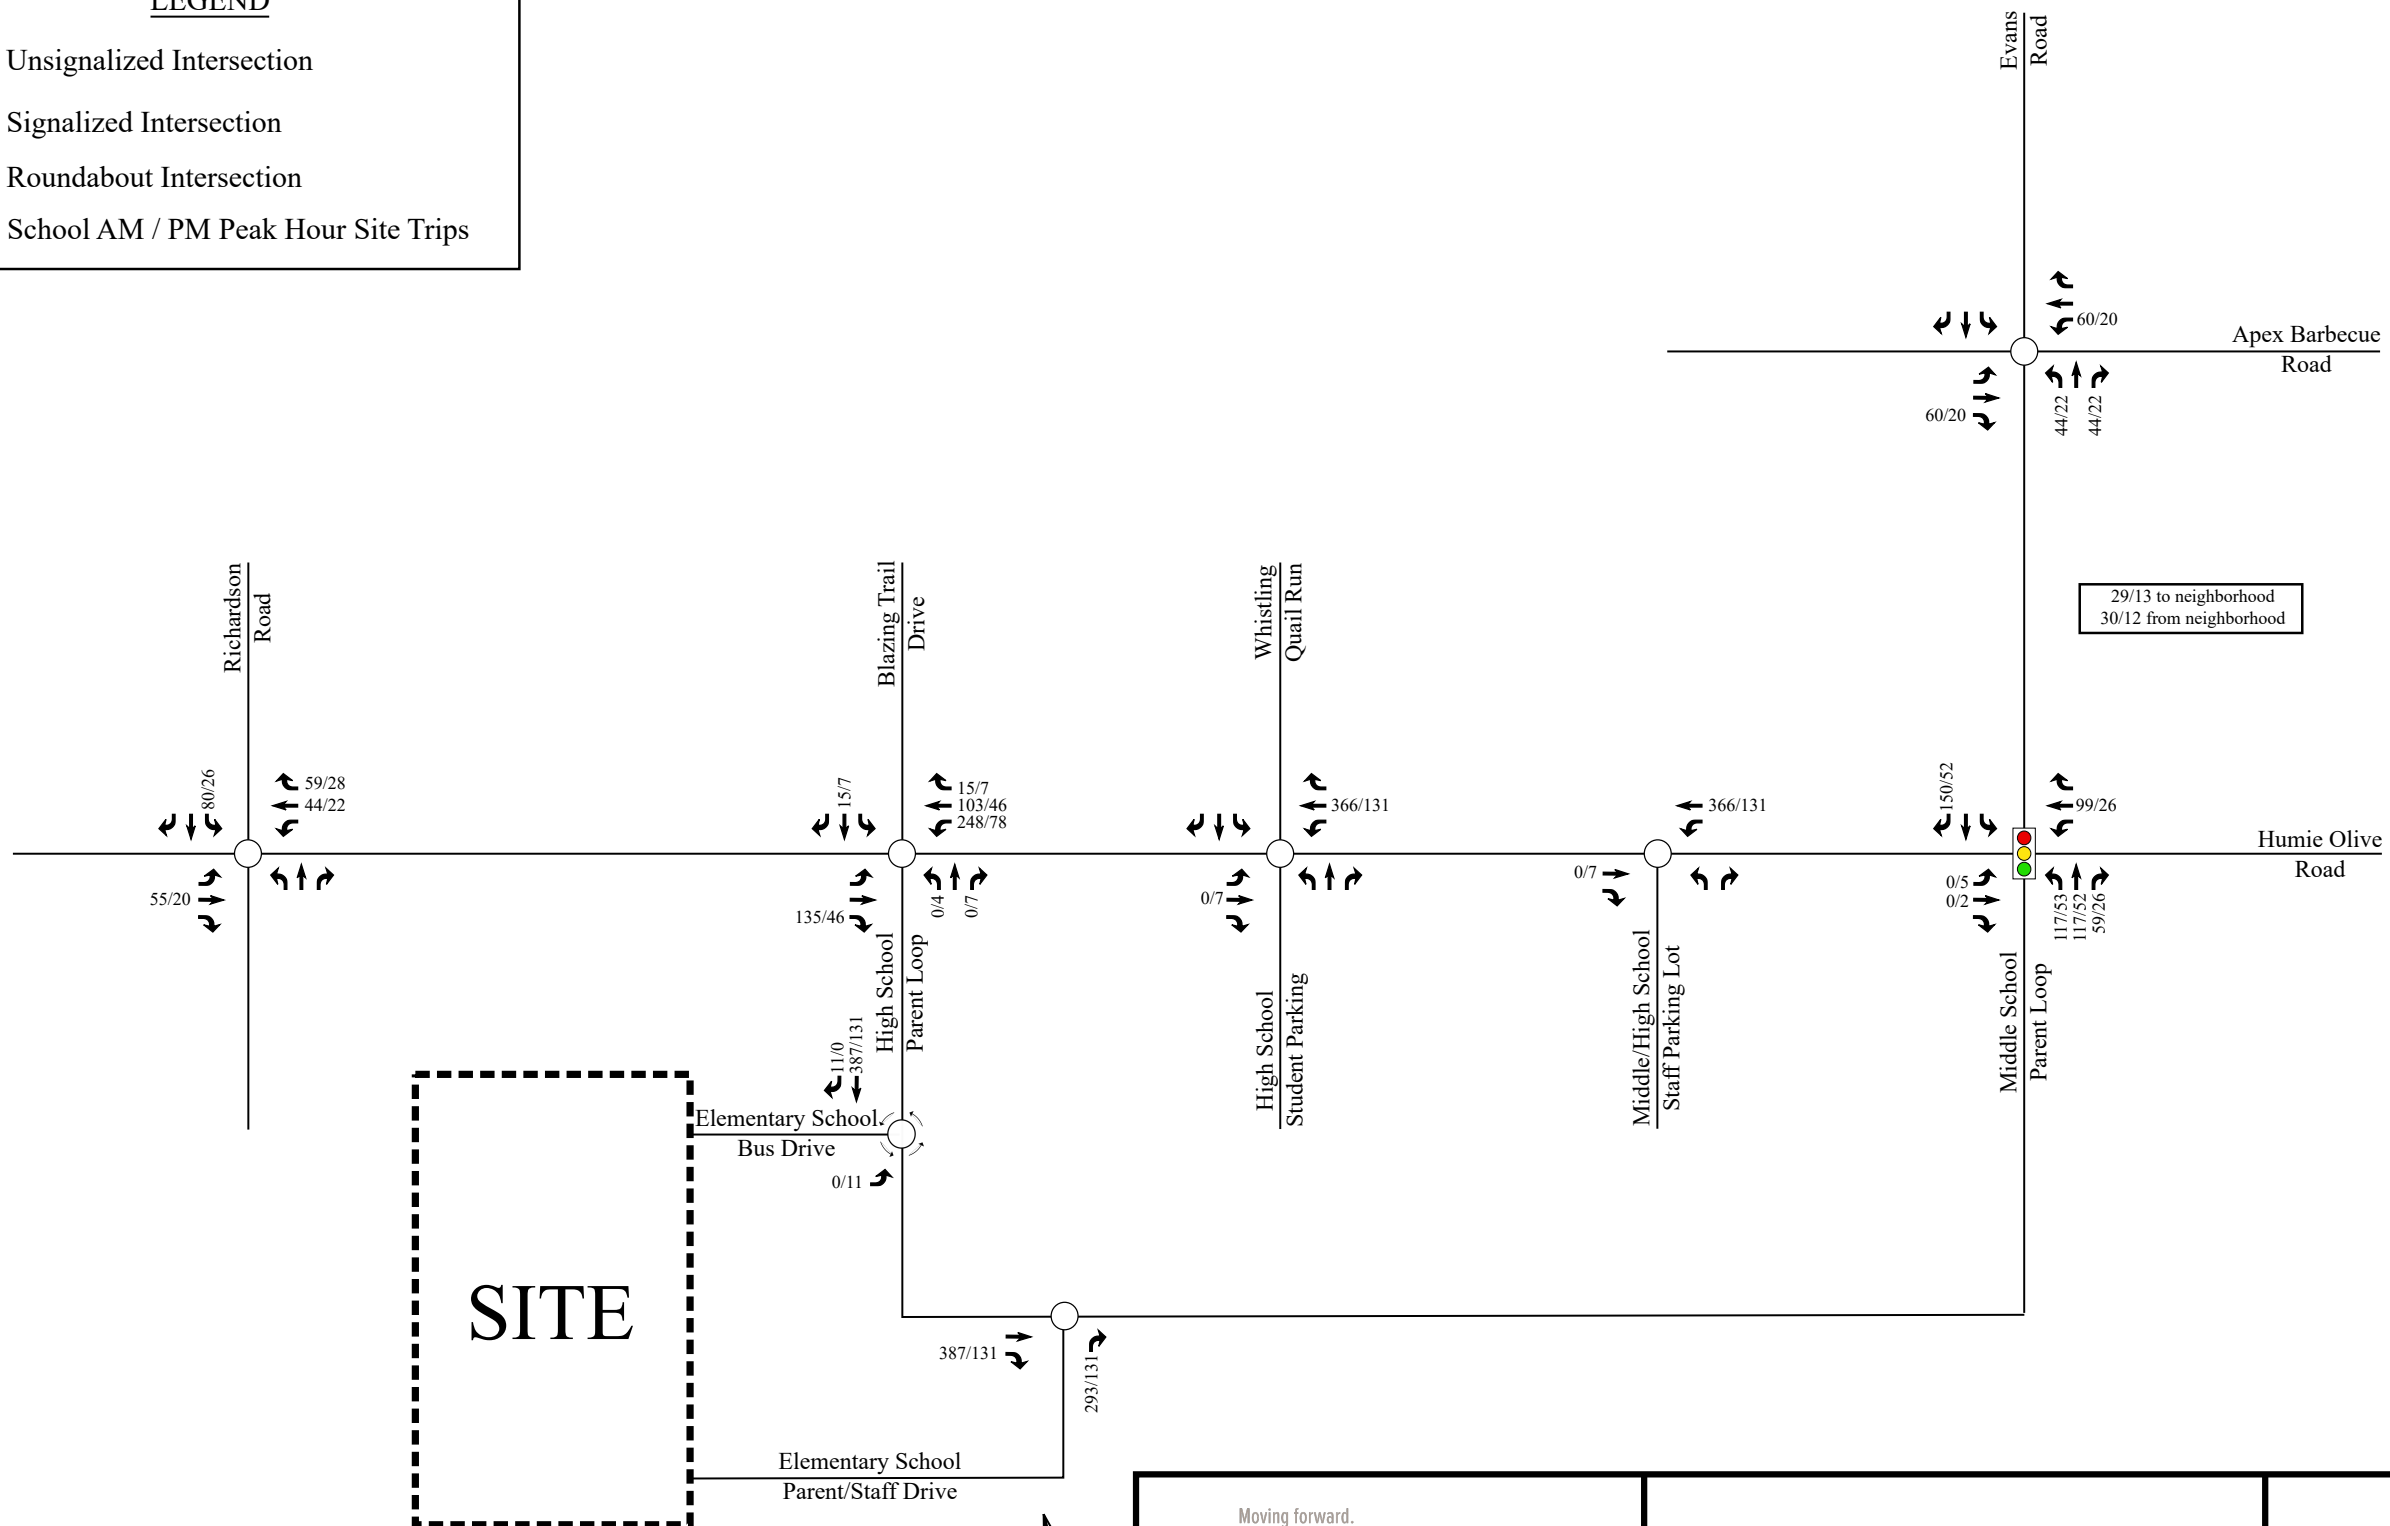 LEGEND
Unsignalized Intersection
Signalized Intersection
Roundabout Intersection
School AM / PM Peak Hour Site Trips
Evans
Road
60/20
Apex Barbecue
Road
60/20
44/22
44/22
29/13 to neighborhood
30/12 from neighborhood
Richardson
Road
80/26
59/28
44/22
55/20
Blazing Trail
Drive
15/7
15/7
103/46
248/78
135/46
0/4
0/7
High School
Parent Loop
Whistling
Quail Run
366/131
0/7
High School
Student Parking
366/131
0/7
Middle/High School
Staff Parking Lot
150/52
99/26
Humie Olive
Road
0/5
0/2
117/53
117/52
59/26
Middle School
Parent Loop
11/0
387/131
Elementary School
Bus Drive
0/11
SITE
387/131
293/131
Elementary School
Parent/Staff Drive
Moving forward.